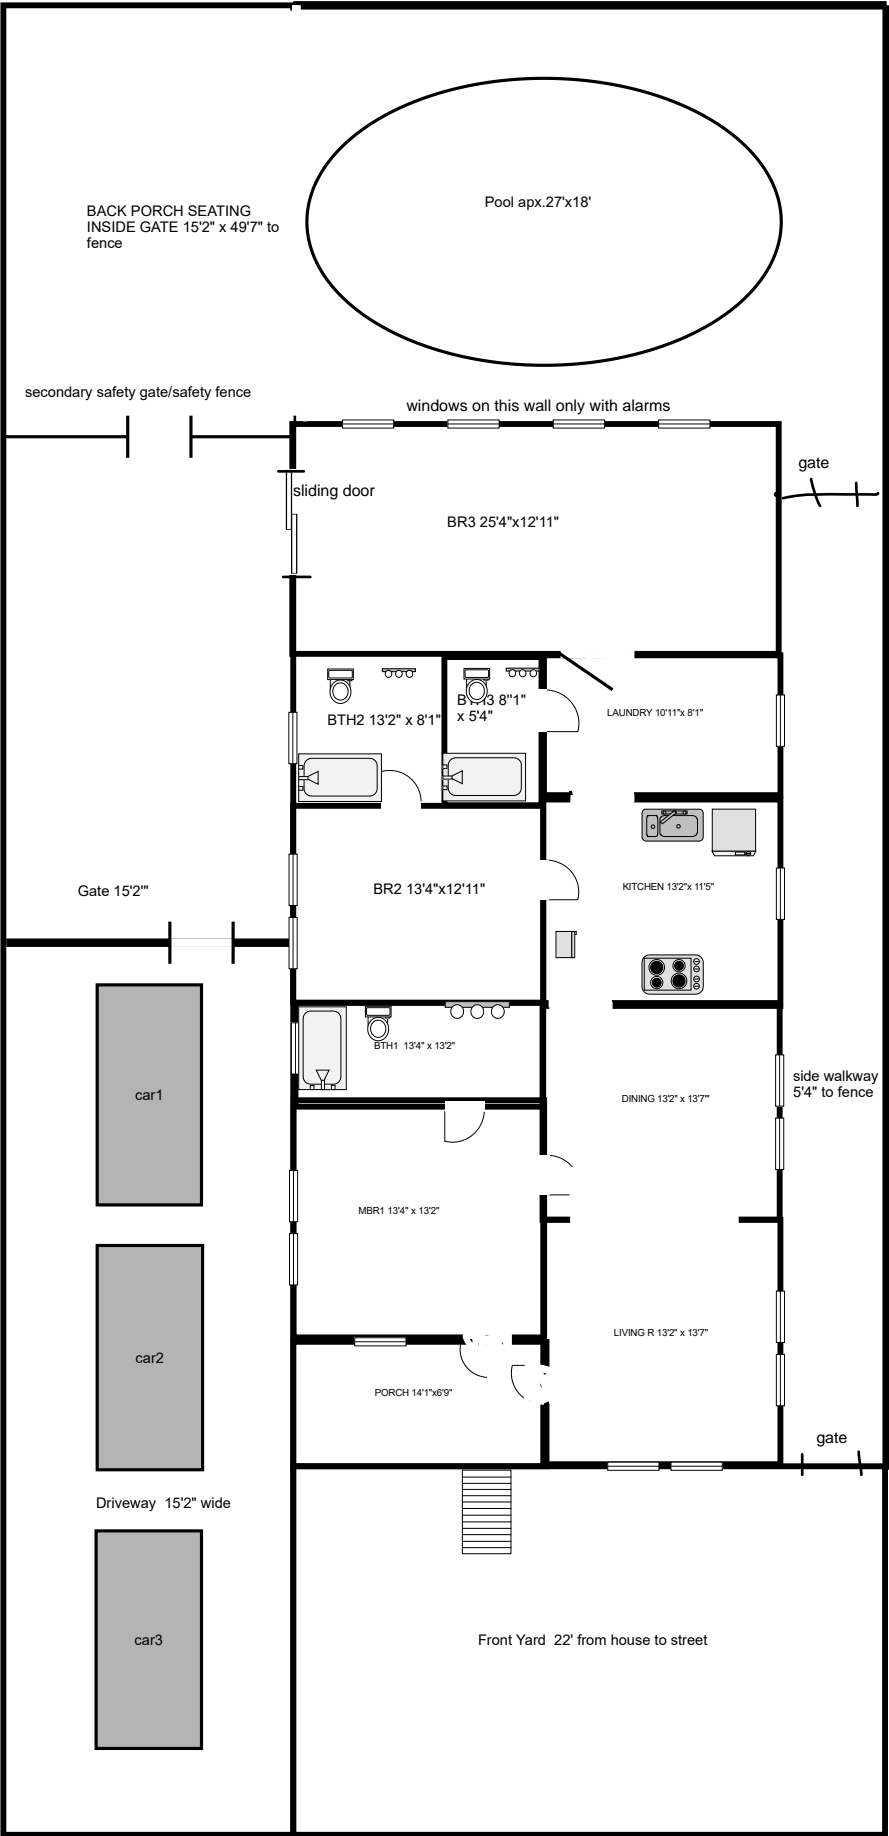 Pool apx.27'x18'
BACK PORCH SEATING
INSIDE GATE 15'2" x 49'7" to
fence
secondary safety gate/safety fence
windows on this wall only with alarms
gate
sliding door
BR3 25'4"x12'11"
BTH2 13'2" x 8'1"
BTH3 8"1"
x 5'4"
LAUNDRY 10'11"x 8'1"
Gate 15'2'"
BR2 13'4"x12'11"
KITCHEN 13'2"x 11'5"
BTH1 13'4" x 13'2"
side walkway
5'4" to fence
car1
DINING 13'2" x 13'7"'
MBR1 13'4" x 13'2"
car2
LIVING R 13'2" x 13'7"
PORCH 14'1"x6'9"
gate
Driveway 15'2" wide
car3
Front Yard 22' from house to street